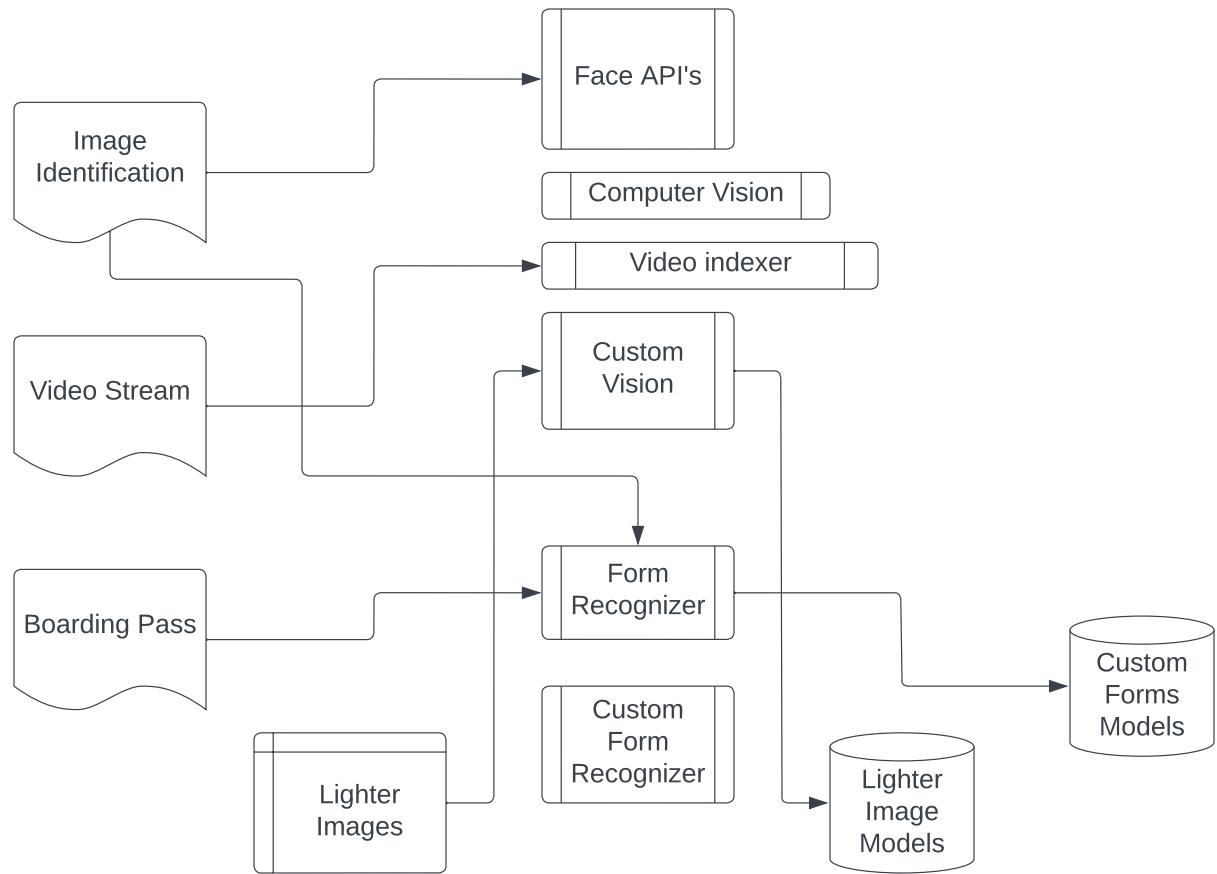 Face API's
Image
Identification
Computer Vision
Video indexer
Custom
Vision
Video Stream
Form
Recognizer
Boarding Pass
Custom
Forms
Models
Custom
Form
Recognizer
Lighter
Images
Lighter
Image
Models